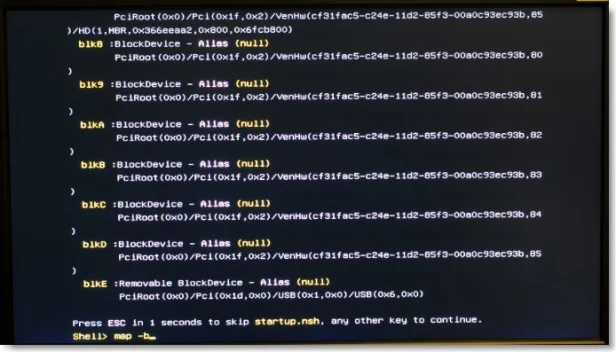 PciRoot(0x0)/Pci(0x1f,0x2)/VenHw(cf31fac5-c24e-11d2-85f3-00a0c93ec93b,85
)/HD(1,MBR,0x366eeaa2,0x800,0x6fcb800)
blk8 :BlockDevice - Alias (null)
PciRoot(0x0)/Pci(0x1f,0x2)/VenHw(cf31fac5-c24e-11d2-85f3-00a0c93ec93b,80
)
blk9 :BlockDevice - Alias (null)
PciRoot(0x0)/Pci(0x1f,0x2)/VenHw(cf31fac5-c24e-11d2-85f3-00a0c93ec93b,81
)
blkA :BlockDevice - Alias (null)
PciRoot(0x0)/Pci(0x1f,0x2)/VenHw(cf31fac5-c24e-11d2-85f3-00a0c93ec93b,82
)
blkB :BlockDevice - Alias (null)
PciRoot(0x0)/Pci(0x1f,0x2)/VenHw(cf31fac5-c24e-11d2-85f3-00a0c93ec93b,83
)
blkC :BlockDevice - Alias (null)
PciRoot(0x0)/Pci(0x1f,0x2)/VenHw(cf31fac5-c24e-11d2-85f3-00a0c93ec93b,84
)
blkD :BlockDevice - Alias (null)
PciRoot(0x0)/Pci(0x1f,0x2)/VenHw(cf31fac5-c24e-11d2-85f3-00a0c93ec93b,85
)
blkE :Removable BlockDevice - Alias (null)
PciRoot(0x0)/Pci(0x1d,0x0)/USB(0x1,0x0)/USB(0x6,0x0)
Press ESC in 1 seconds to skip startup.nsh, any other key to continue.
Shell> map -b_